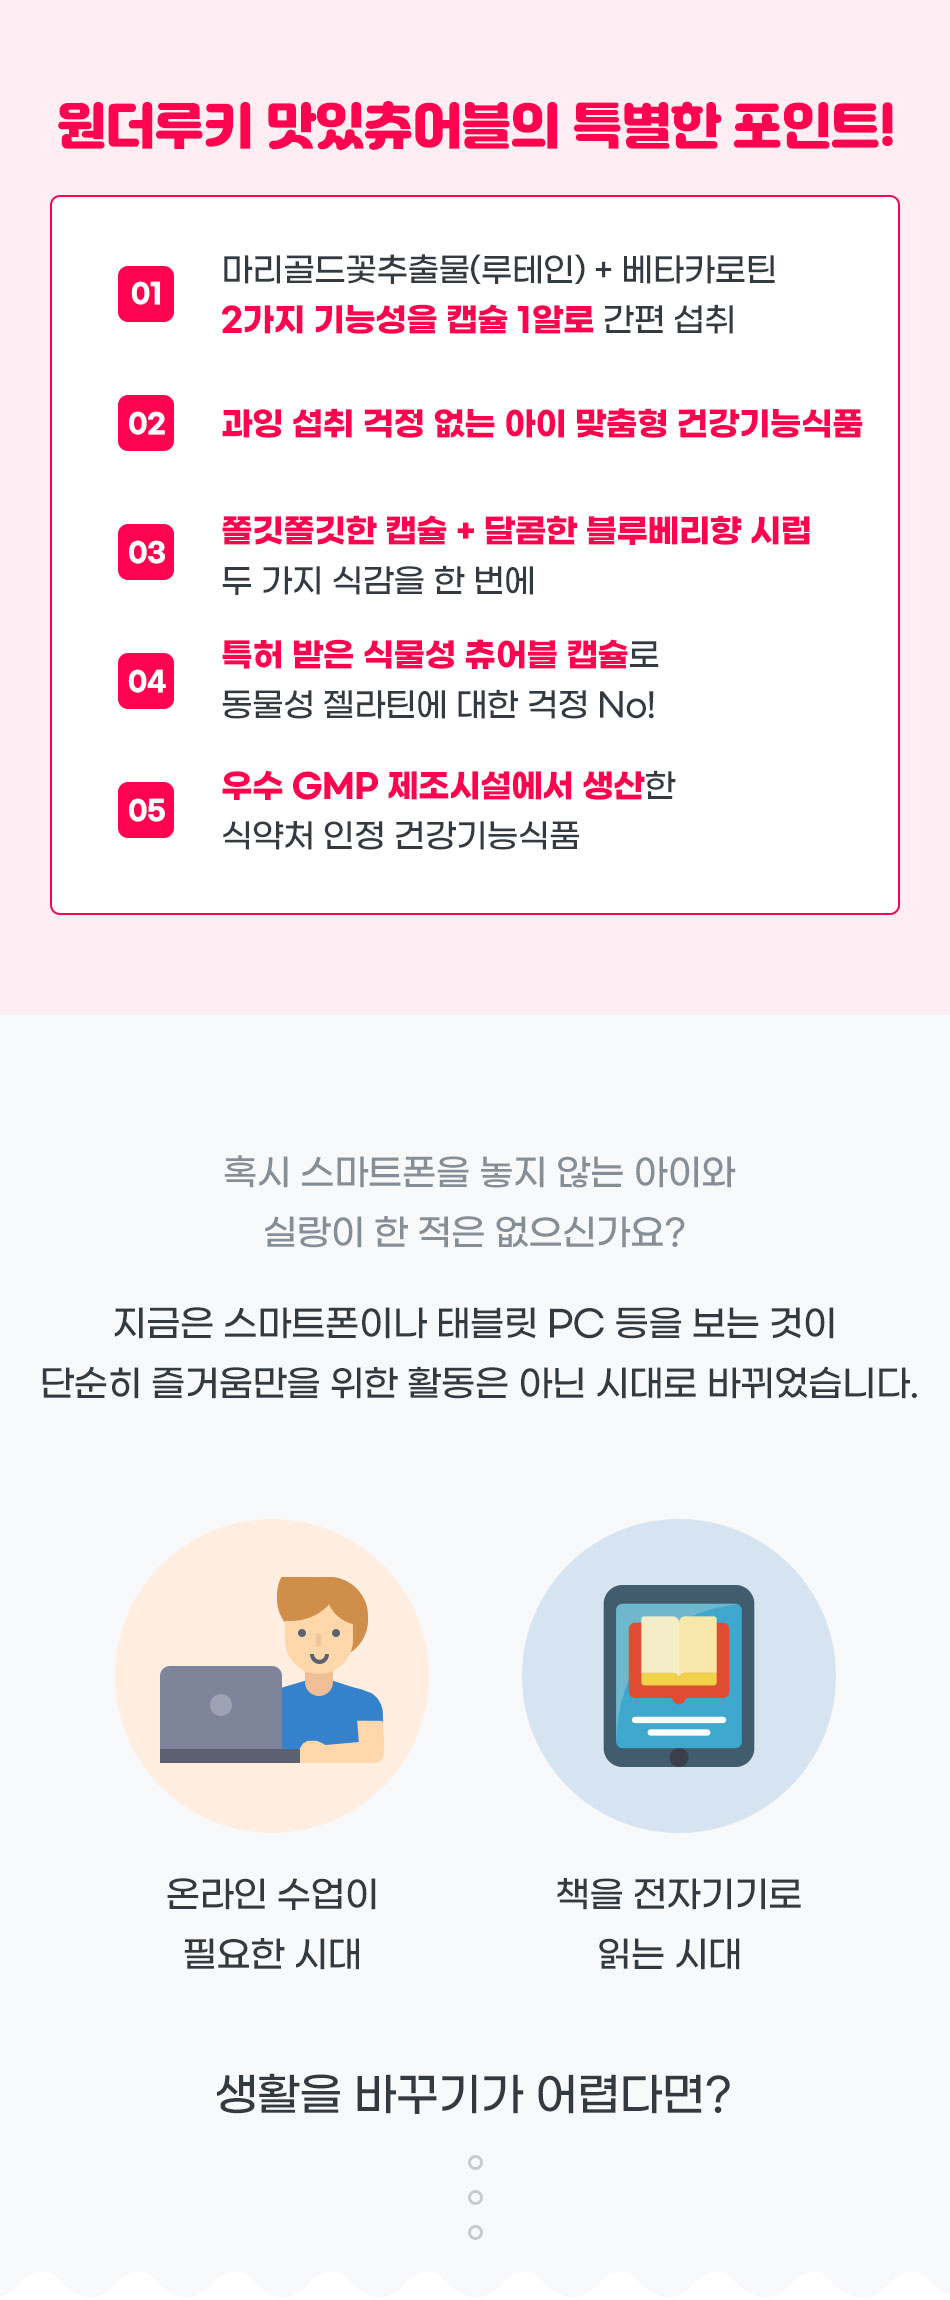 원더루키 맛있츄어블의 특별한 포인트!
01
마리골드꽃추출물(루테인) + 베타카로틴
2가지 기능성을 캡슐 1알로 간편 섭취
02
과잉 섭취 걱정 없는 아이 맞춤형 건강기능식품
03
쫄깃쫄깃한 캡슐 + 달콤한 블루베리향 시럽
두 가지 식감을 한 번에
04
특허 받은 식물성 츄어블 캡슐로
동물성 젤라틴에 대한 걱정 No!
05
우수 GMP 제조시설에서 생산한
식약처 인정 건강기능식품
혹시 스마트폰을 놓지 않는 아이와
실랑이 한 적은 없으신가요?
지금은 스마트폰이나 태블릿 PC 등을 보는 것이
단순히 즐거움만을 위한 활동은 아닌 시대로 바뀌었습니다.
온라인 수업이
필요한 시대
책을 전자기기로
읽는 시대
생활을 바꾸기가 어렵다면?